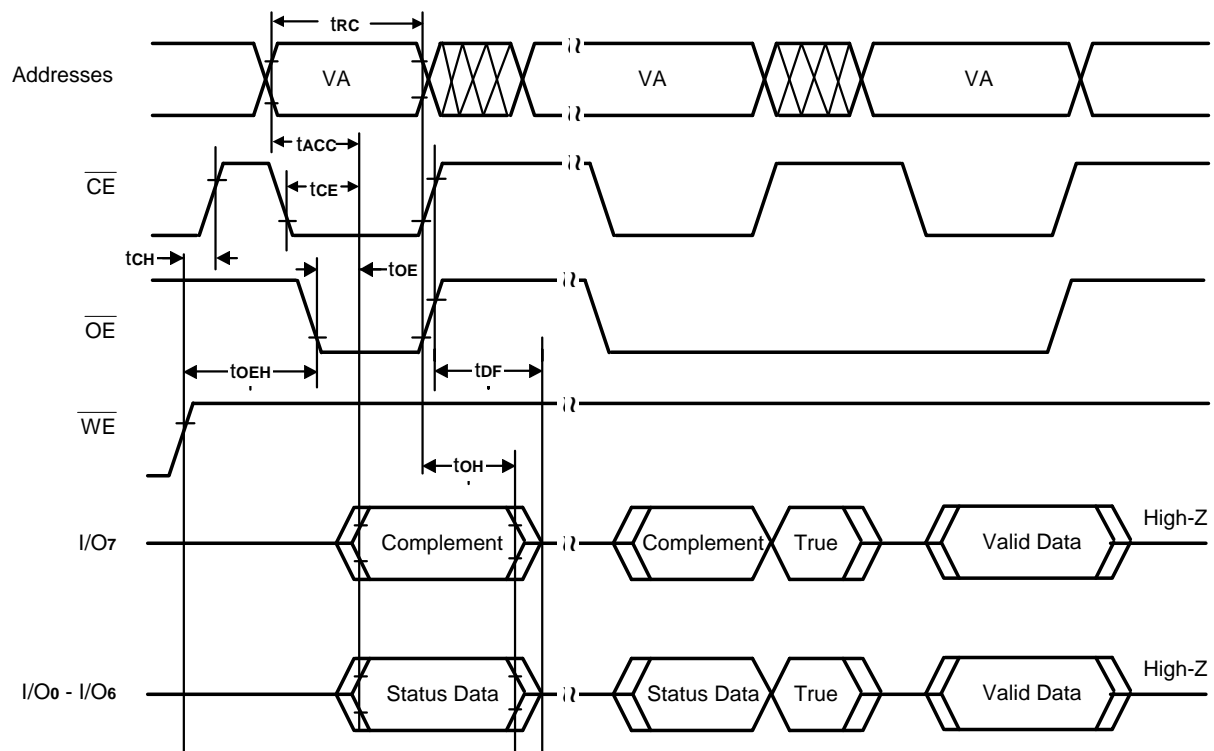 tRC
Addresses VA VA VA
tACC
CE
tCE
tCH
tOE
OE
tOEH
tDF
WE
tOH
I/O7 Complement Complement True Valid Data High-Z
I/O0 - I/O6 Status Data Status Data True Valid Data High-Z